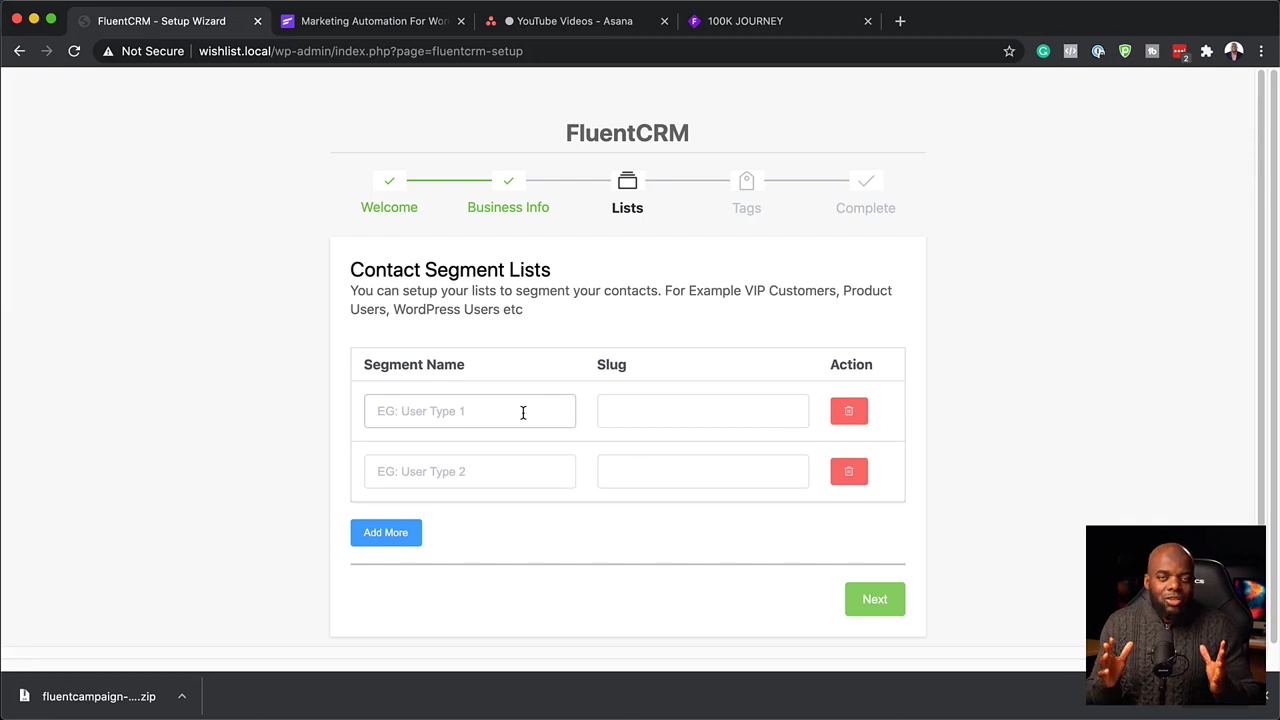 FluentCRM - Setup Wizard
Marketing Automation For Wor
YouTube Videos - Asana
100K JOURNEY
Not Secure
wishlist.local/wp-admin/index.php?page=fluentcrm-setup
2
FluentCRM
Welcome
Business Info
Lists
Tags
Complete
Contact Segment Lists
You can setup your lists to segment your contacts. For Example VIP Customers, Product
Users, WordPress Users etc
Segment Name
Slug
Action
EG: User Type 1
EG: User Type 2
Add More
Next
fluentcampaign-....zip